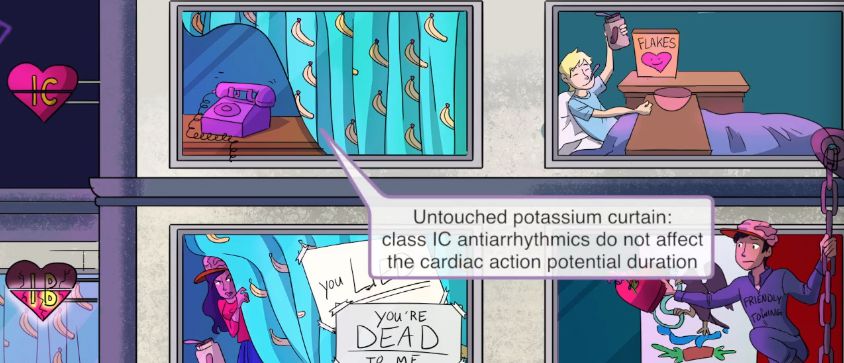 IC
FLAKES
Untouched potassium curtain:
class IC antiarrhythmics do not affect
the cardiac action potential duration
IB
YOU
YOU'RE
DEAD
TO ME
FRIENDLY
TOWING